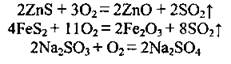 2ZnS + 3O₂ = 2ZnO + 2SO₂↑
4FeS₂ + 11O₂ = 2Fe₂O₃ + 8SO₂↑
2Na₂SO₃ + O₂ = 2Na₂SO₄